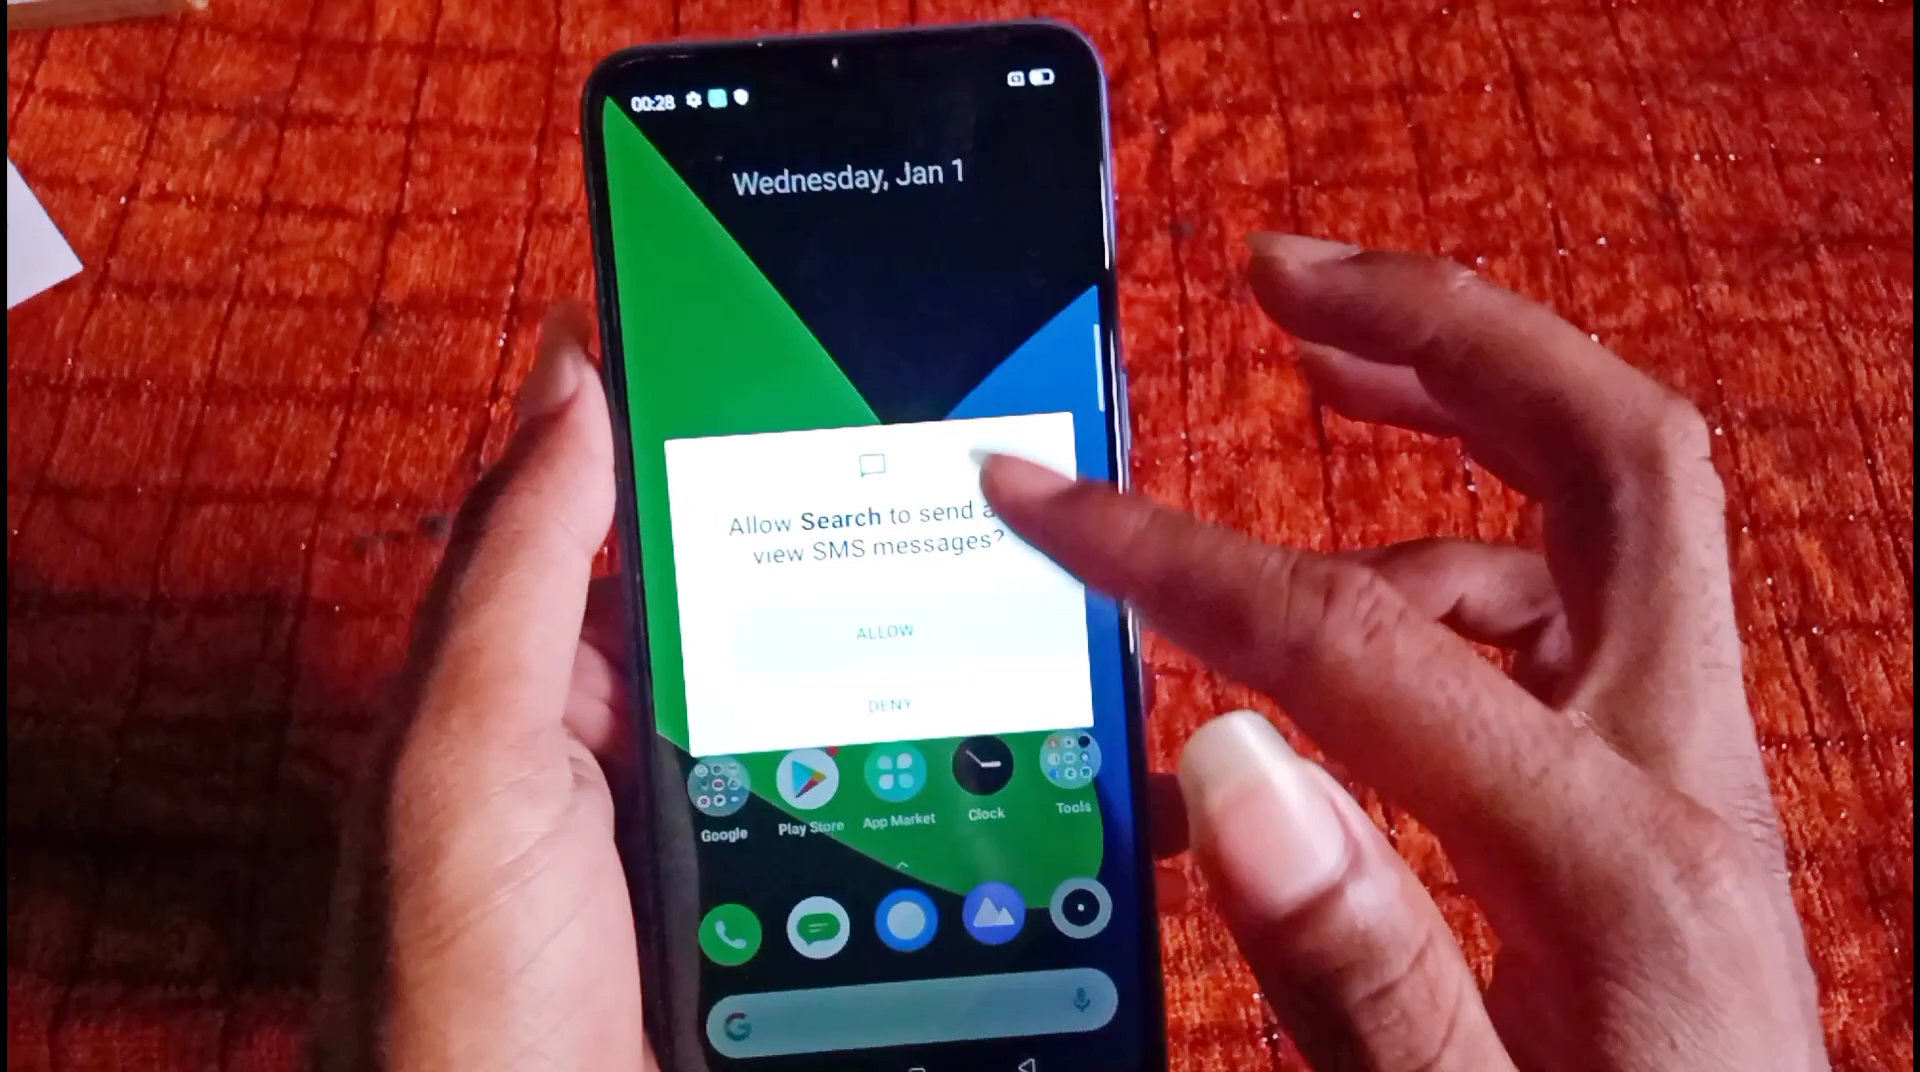 00:28
Wednesday, Jan 1
Allow Search to send
view SMS messages?
ALLOW
DENY
Google
Play Store
App Market
Clock
Tools
G